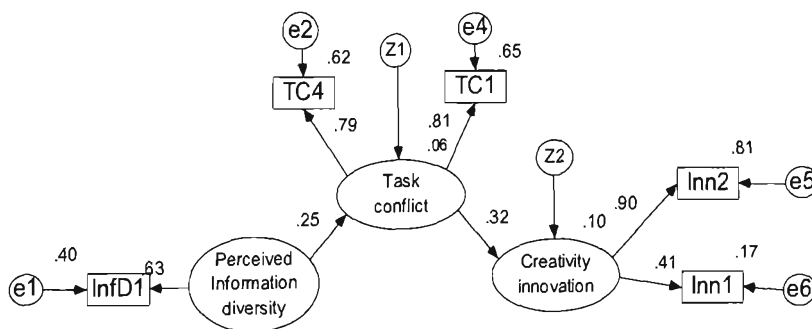 e2
.62
TC4
.79
Z1
e4
.65
TC1
.81
.06
Task
conflict
.25
.32
Z2
.81
Inn2
e5
.90
.10
Creativity
innovation
.41
.17
Inn1
e6
.40
e1
InfD1
.63
Perceived
Information
diversity